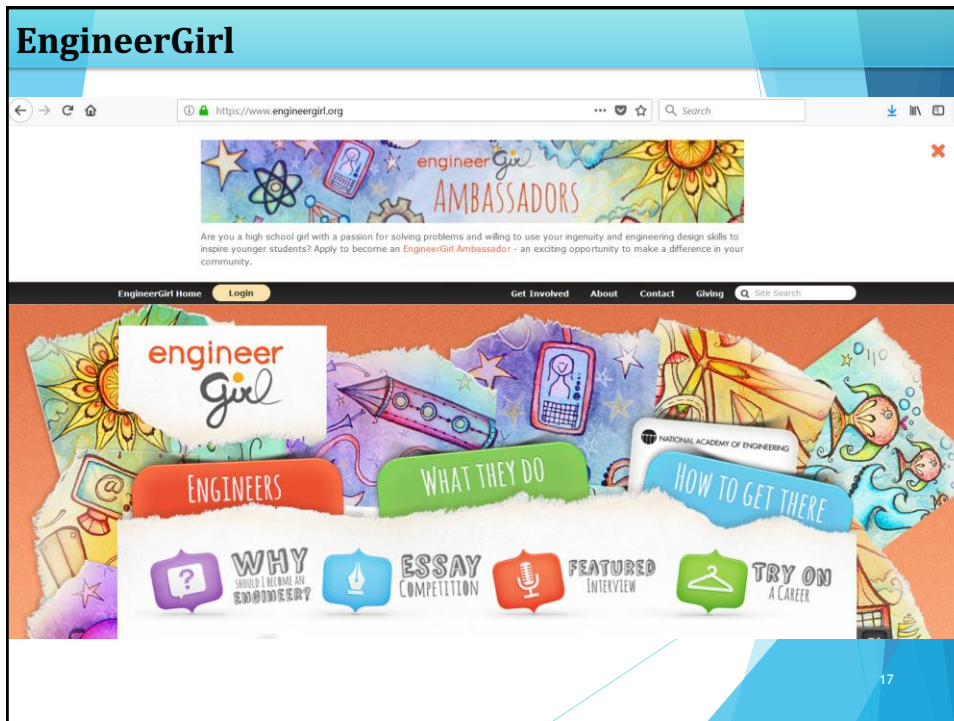 EngineerGirl
https://www.engineergirl.org
Search
engineer Girl
AMBASSADORS
Are you a high school girl with a passion for solving problems and willing to use your ingenuity and engineering design skills to
inspire younger students? Apply to become an EngineerGirl Ambassador - an exciting opportunity to make a difference in your
community.
EngineerGirl Home Login Get Involved About Contact Giving Site Search
engineer
Girl
NATIONAL ACADEMY OF ENGINEERING
ENGINEERS WHAT THEY DO HOW TO GET THERE
WHY
SHOULD I BECOME AN
ENGINEER?
ESSAY
COMPETITION
FEATURED
INTERVIEW
TRY ON
A CAREER
17